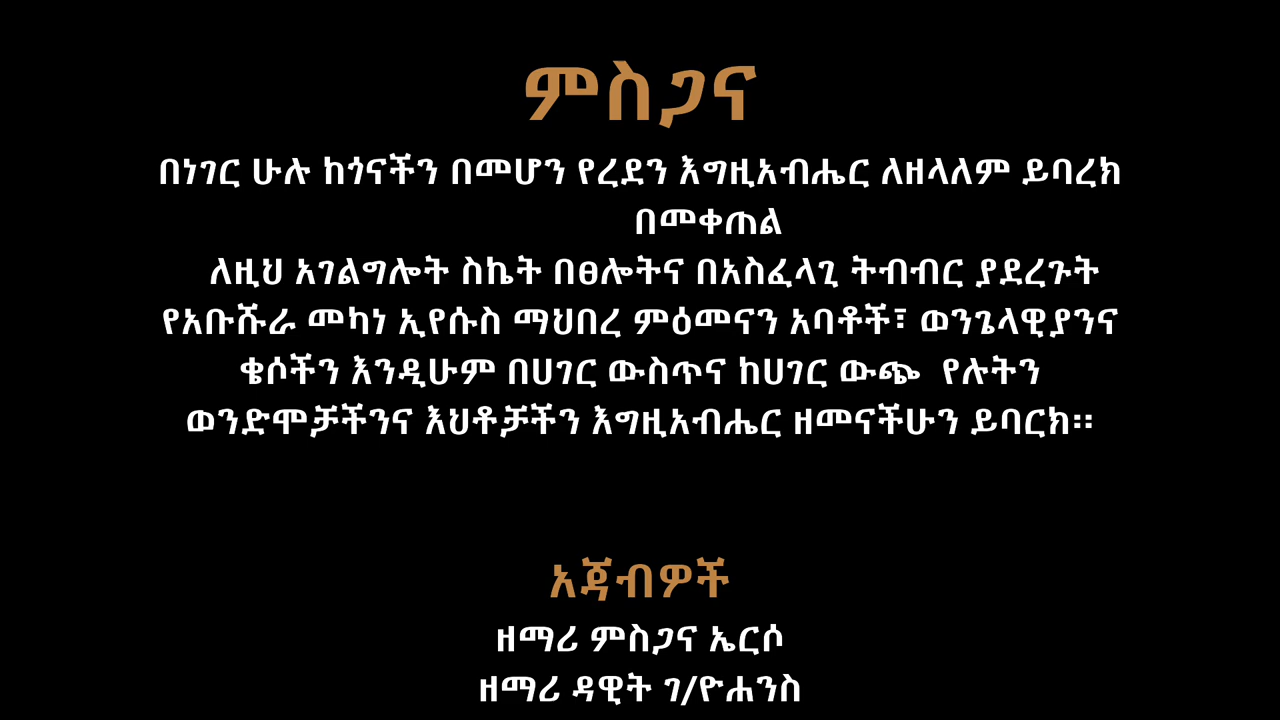 ምስጋና
በነገር ሁሉ ከጎናችን በመሆን የረደን እግዚአብሔር ለዘላለም ይባረክ
በመቀጠል
ለዚህ አገልግሎት ስኬት በፀሎትና በአስፈላጊ ትብብር ያደረጉት
የአቡሹራ መካነ ኢየሱስ ማህበረ ምዕመናን አባቶች፣ ወንጌላዊያንና
ቄሶችን እንዲሁም በሀገር ውስጥና ከሀገር ውጭ የሉትን
ወንድሞቻችንና እህቶቻችን እግዚአብሔር ዘመናችሁን ይባርክ።
አጃብዎች
ዘማሪ ምስጋና ኤርሶ
ዘማሪ ዳዊት ገ/ዮሐንስ